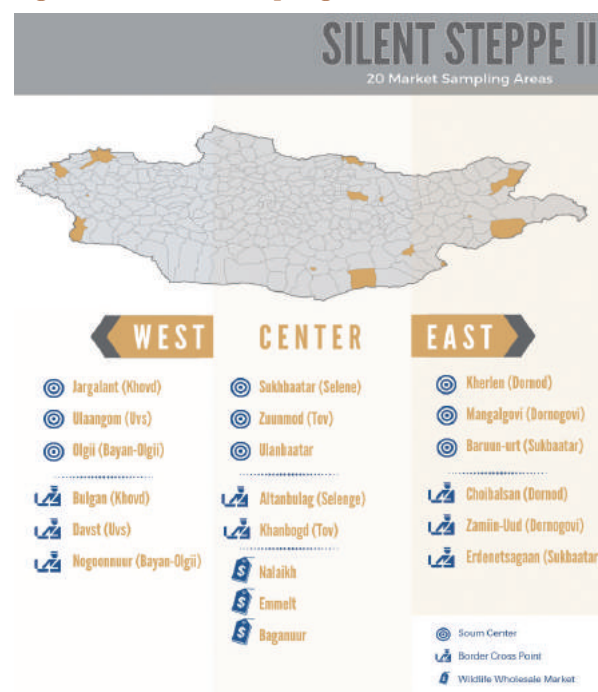 SILENT STEPPE II
20 Market Sampling Areas
WEST
CENTER
EAST
Jargalant (Khovd)
Ulaangom (Uvs)
Olgii (Bayan-Olgii)
Bulgan (Khovd)
Davst (Uvs)
Nogoonnuur (Bayan-Olgii)
Sukhbaatar (Selene)
Zuunmod (Tov)
Ulanbaatar
Altanbulag (Selenge)
Khanbogd (Tov)
Nalaikh
Emmelt
Baganuur
Kherlen (Dornod)
Mangalgovi (Dornogovi)
Baruun-urt (Sukbaatar)
Choibalsan (Dornod)
Zamiin-Uud (Dornogovi)
Erdenetsagaan (Sukbaatar
Soum Center
Border Cross Point
Wildlife Wholesale Market